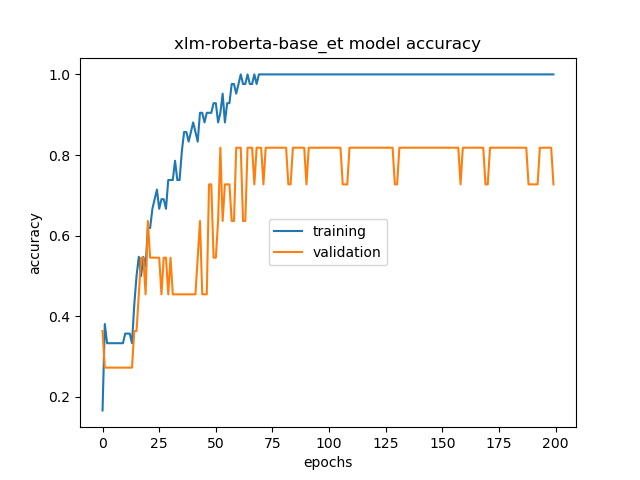 xlm-roberta-base_et model accuracy
1.0
0.8
0.6
0.4
0.2
accuracy
training
validation
0 25 50 75 100 125 150 175 200
epochs